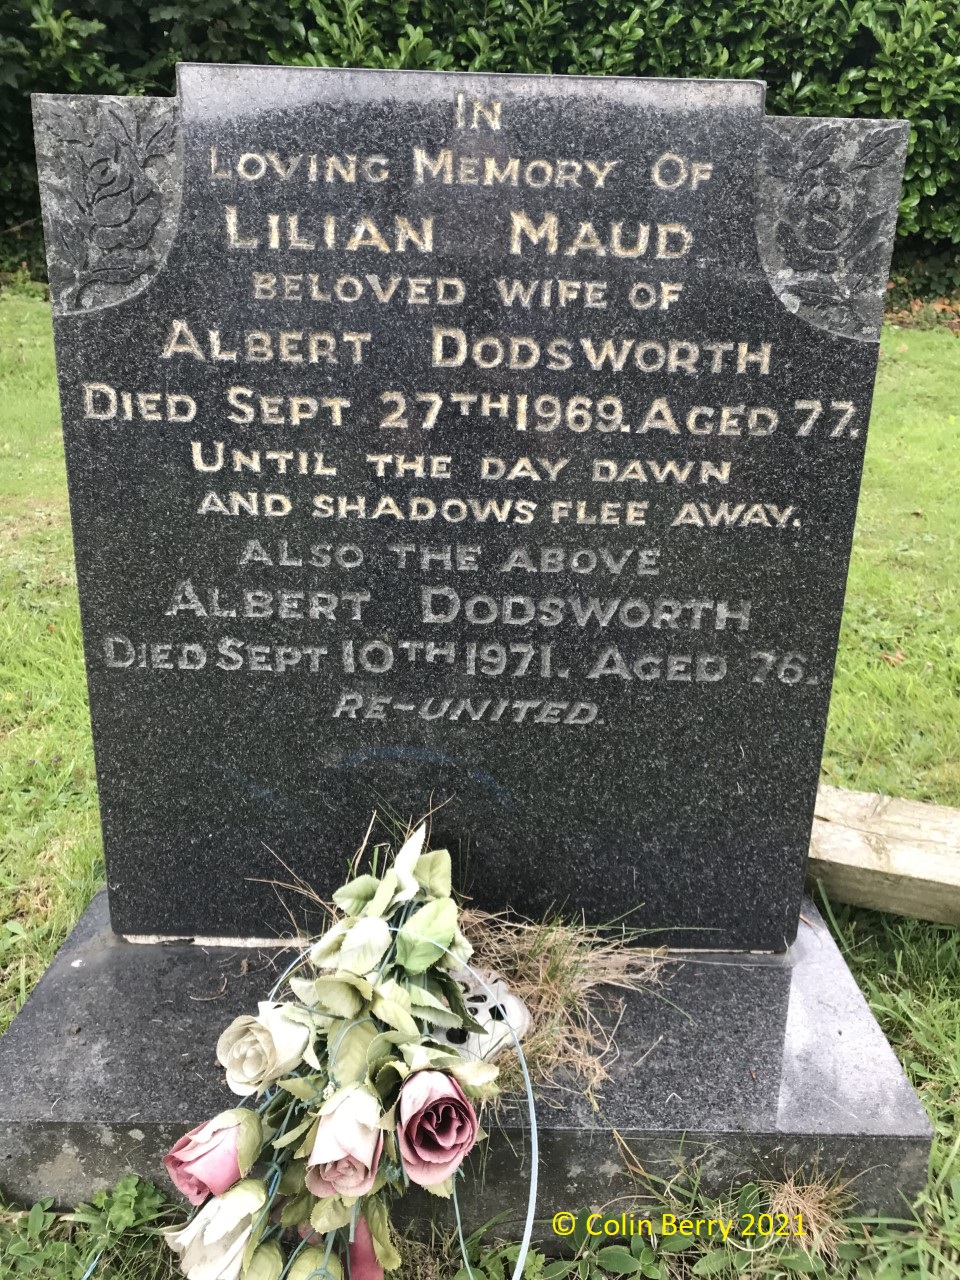 IN
LOVING MEMORY OF
LILIAN MAUD
BELOVED WIFE OF
ALBERT DODSWORTH
DIED SEPT 27TH 1969. AGED 77.
UNTIL THE DAY DAWN
AND SHADOWS FLEE AWAY.
ALSO THE ABOVE
ALBERT DODSWORTH
DIED SEPT 10TH 1971. AGED 76.
RE-UNITED.
© Colin Berry 2021